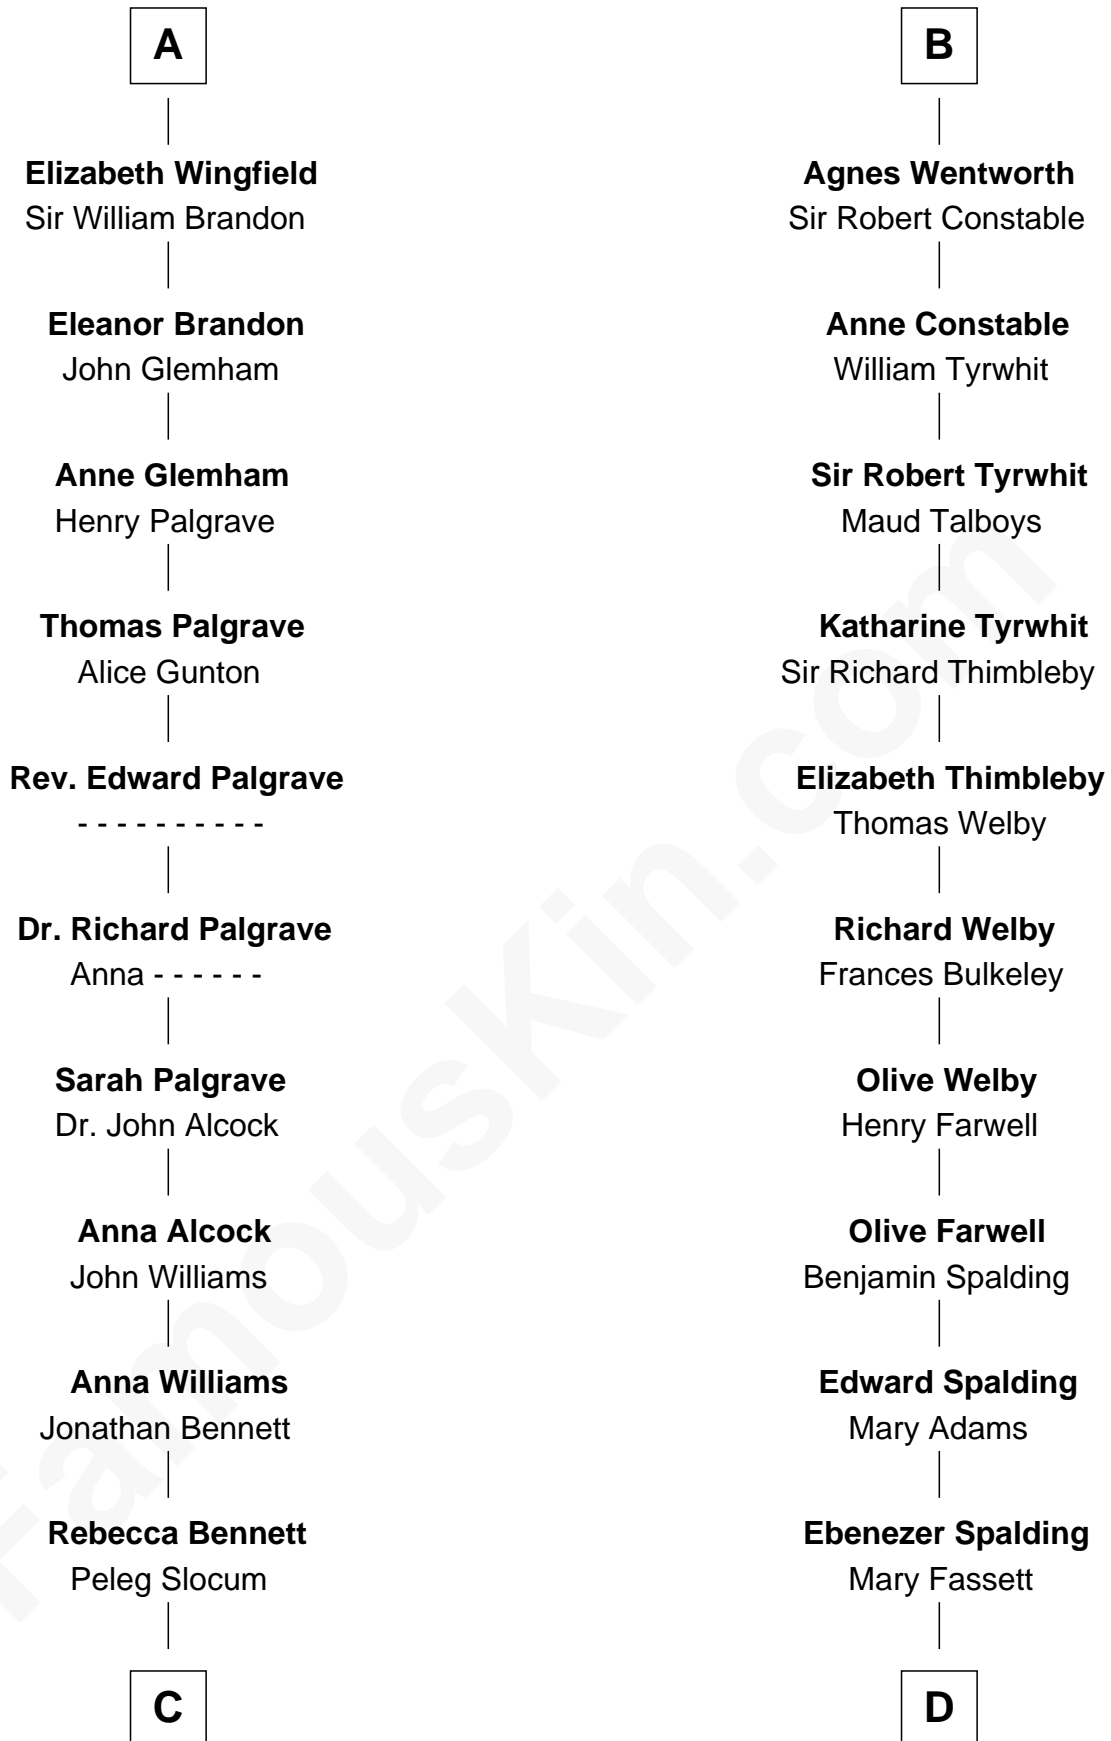 A
Elizabeth Wingfield
Sir William Brandon
Eleanor Brandon
John Glemham
Anne Glemham
Henry Palgrave
Thomas Palgrave
Alice Gunton
Rev. Edward Palgrave
- - - - - - - - - -
Dr. Richard Palgrave
Anna - - - - - -
Sarah Palgrave
Dr. John Alcock
Anna Alcock
John Williams
Anna Williams
Jonathan Bennett
Rebecca Bennett
Peleg Slocum
C
B
Agnes Wentworth
Sir Robert Constable
Anne Constable
William Tyrwhit
Sir Robert Tyrwhit
Maud Talboys
Katharine Tyrwhit
Sir Richard Thimbleby
Elizabeth Thimbleby
Thomas Welby
Richard Welby
Frances Bulkeley
Olive Welby
Henry Farwell
Olive Farwell
Benjamin Spalding
Edward Spalding
Mary Adams
Ebenezer Spalding
Mary Fassett
D
FamousKin.com